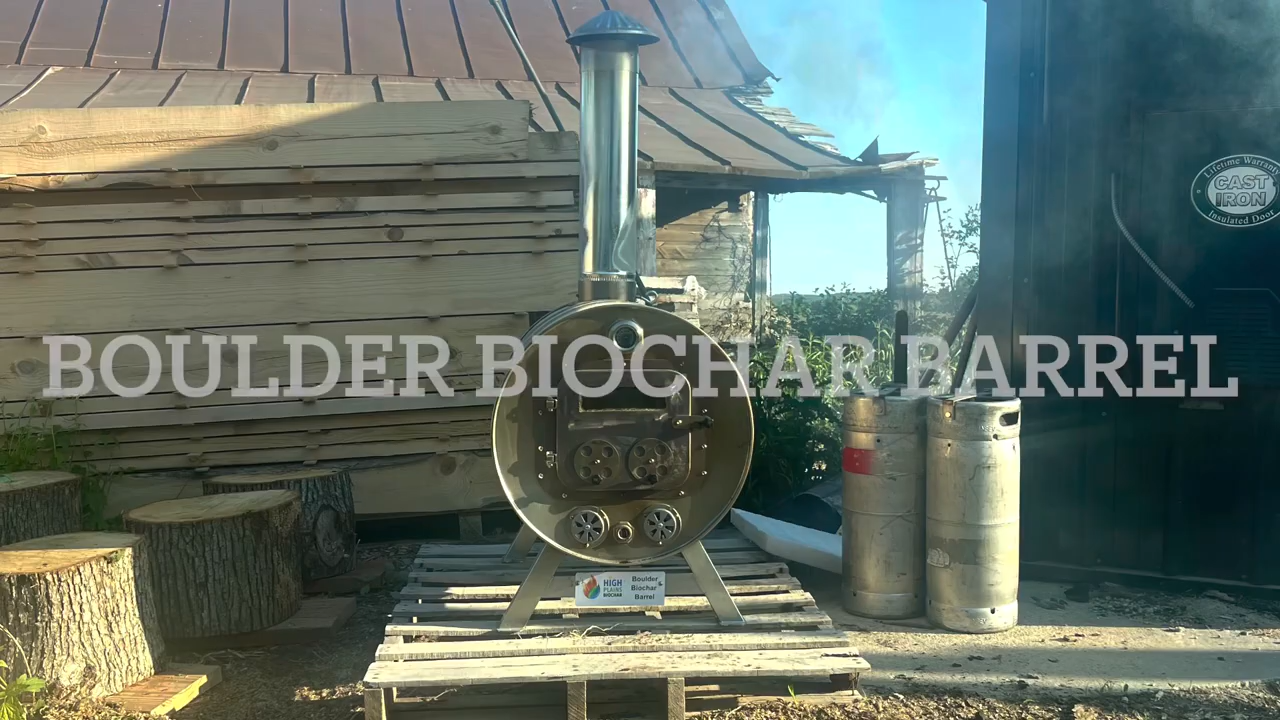 BOULDER BIOCHAR BARREL
Lifetime Warranty
CAST
IRON
Insulated Door
HIGH
PLAINS
BIOCHAR
Boulder
Biochar
Barrel